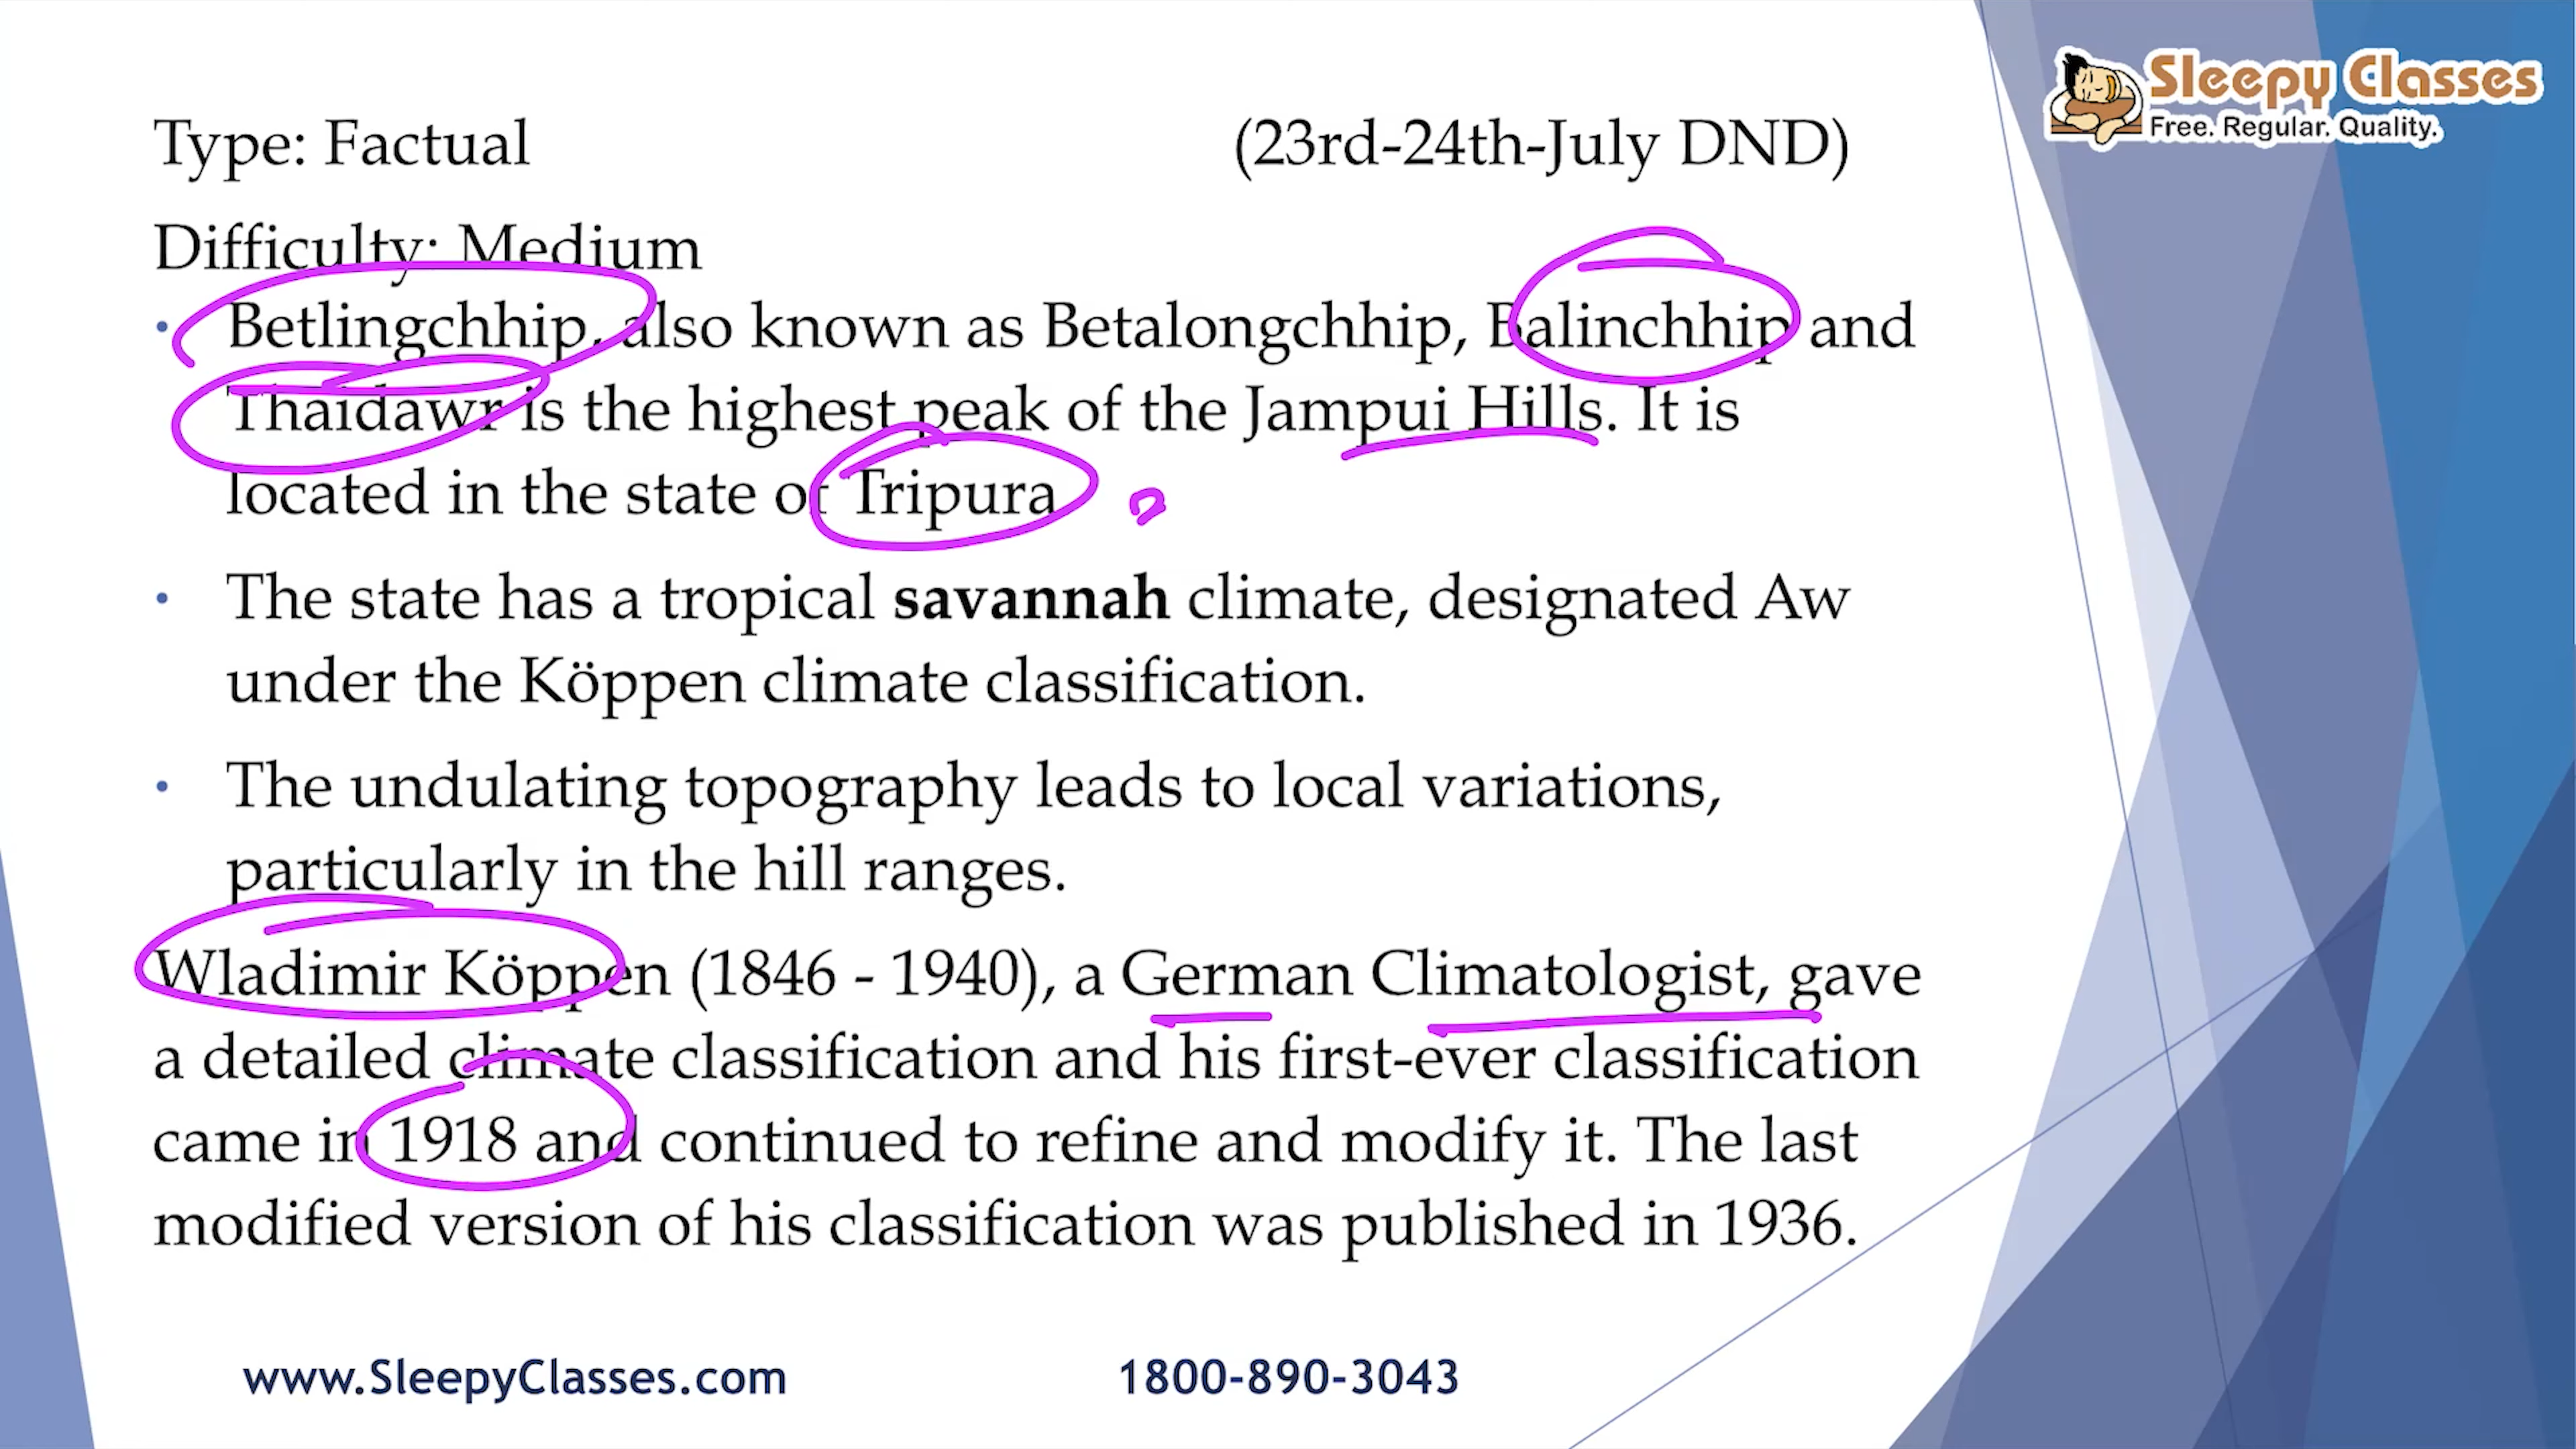 Sleepy Classes
Free. Regular. Quality.
Type: Factual (23rd-24th-July DND)
Difficulty: Medium
• Betlingchhip, also known as Betalongchhip, Balinchhip and
Thaidawr is the highest peak of the Jampui Hills. It is
located in the state of Tripura
• The state has a tropical savannah climate, designated Aw
under the Köppen climate classification.
• The undulating topography leads to local variations,
particularly in the hill ranges.
Wladimir Köppen (1846 - 1940), a German Climatologist, gave
a detailed climate classification and his first-ever classification
came in 1918 and continued to refine and modify it. The last
modified version of his classification was published in 1936.
www.SleepyClasses.com 1800-890-3043